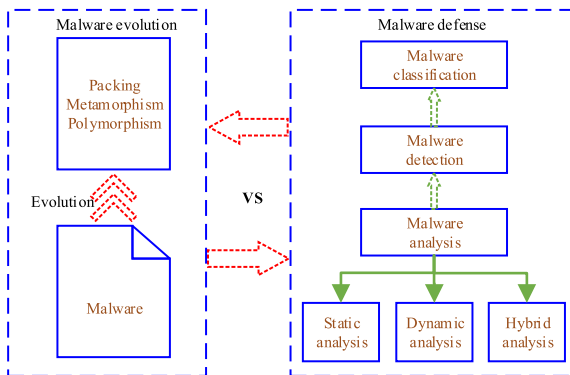 Malware evolution
Packing
Metamorphism
Polymorphism
Evolution
Malware
VS
Malware defense
Malware
classification
Malware
detection
Malware
analysis
Static
analysis
Dynamic
analysis
Hybrid
analysis